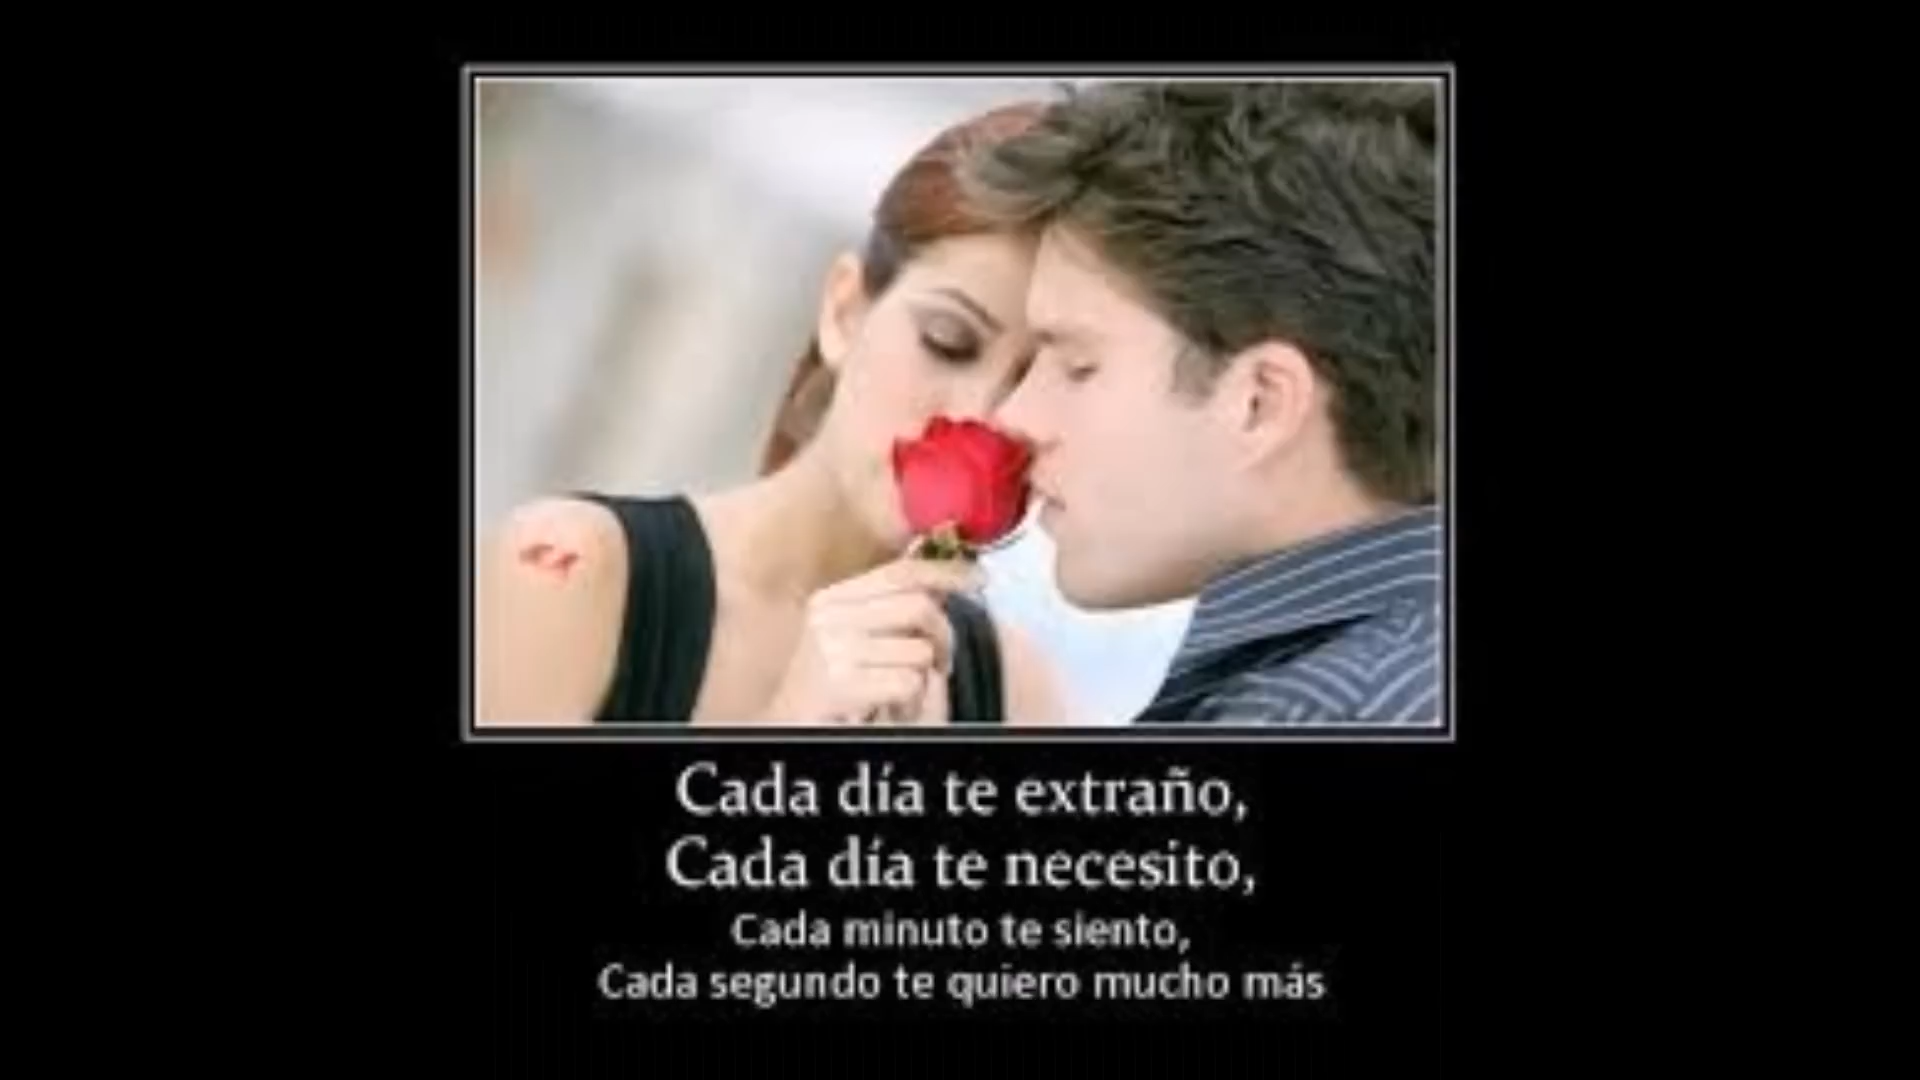 Cada día te extraño,
Cada día te necesito,
Cada minuto te siento,
Cada segundo te quiero mucho más